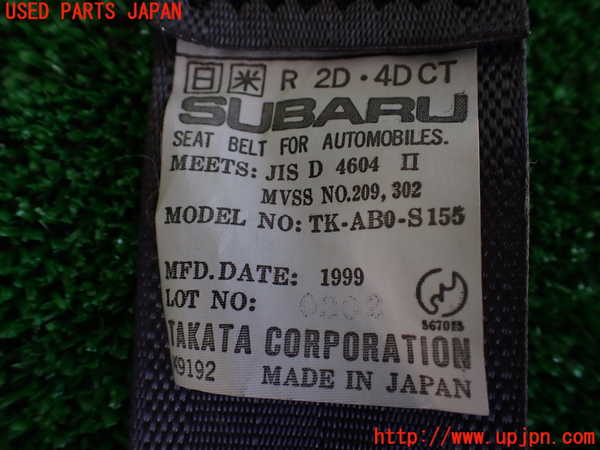 USED PARTS JAPAN
日 米 R 2D・4DCT
SUBARU
SEAT BELT FOR AUTOMOBILES.
MEETS: JIS D 4604 II
MVSS NO.209, 302
MODEL NO: TK-AB0-S155
MFD. DATE: 1999
LOT NO:
TAKATA CORPORATION
K9192 MADE IN JAPAN
http://www.upjpn.com/